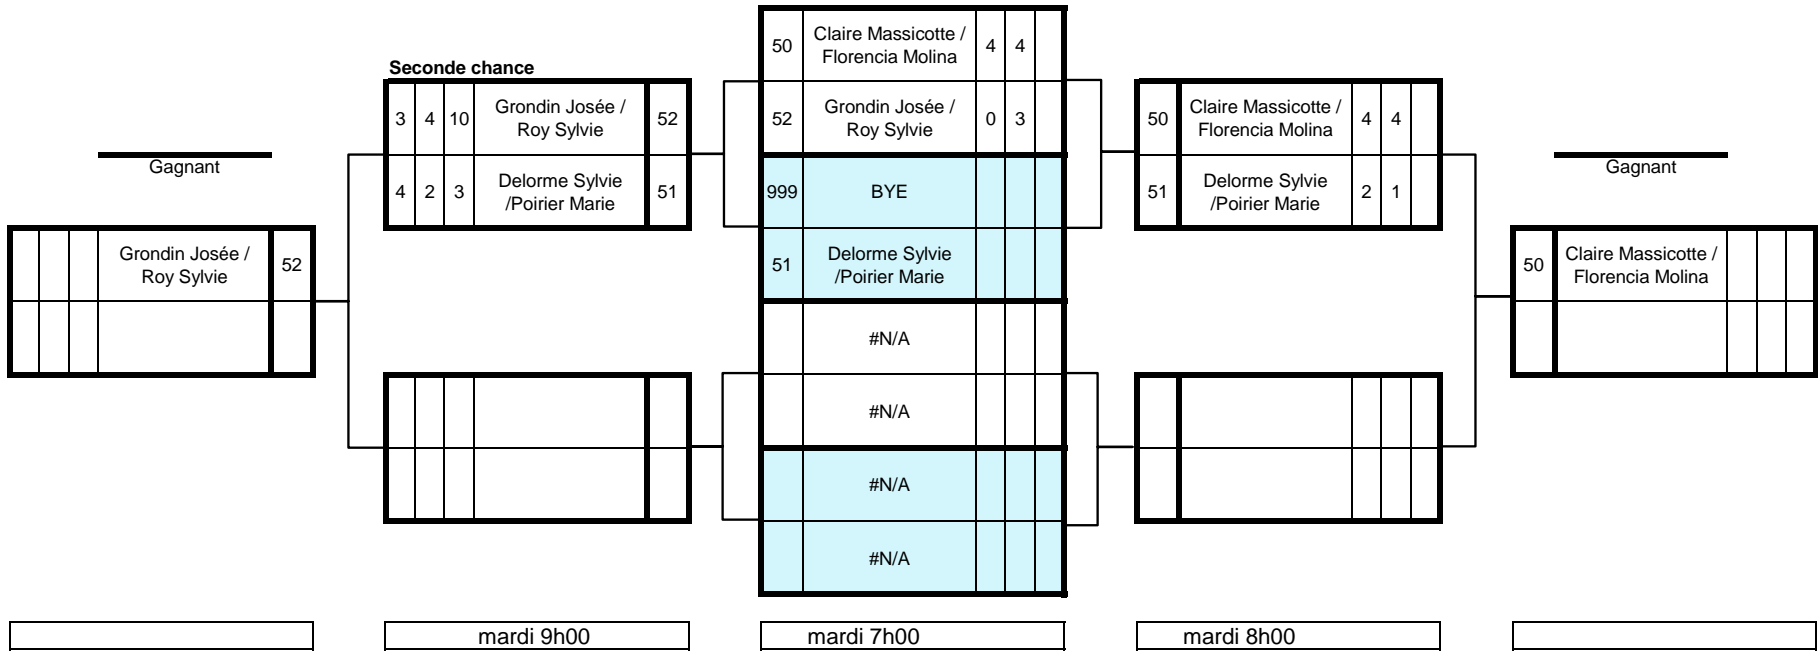 Gagnant
Grondin Josée /
Roy Sylvie
52
Seconde chance
3 4 10 Grondin Josée / 52
Roy Sylvie
4 2 3 Delorme Sylvie 51
/Poirier Marie
50 Claire Massicotte / 4 4
Florencia Molina
52 Grondin Josée / 0 3
Roy Sylvie
999 BYE
51 Delorme Sylvie
/Poirier Marie
#N/A
#N/A
#N/A
#N/A
50 Claire Massicotte / 4 4
Florencia Molina
51 Delorme Sylvie 2 1
/Poirier Marie
Gagnant
50 Claire Massicotte /
Florencia Molina
mardi 9h00
mardi 7h00
mardi 8h00